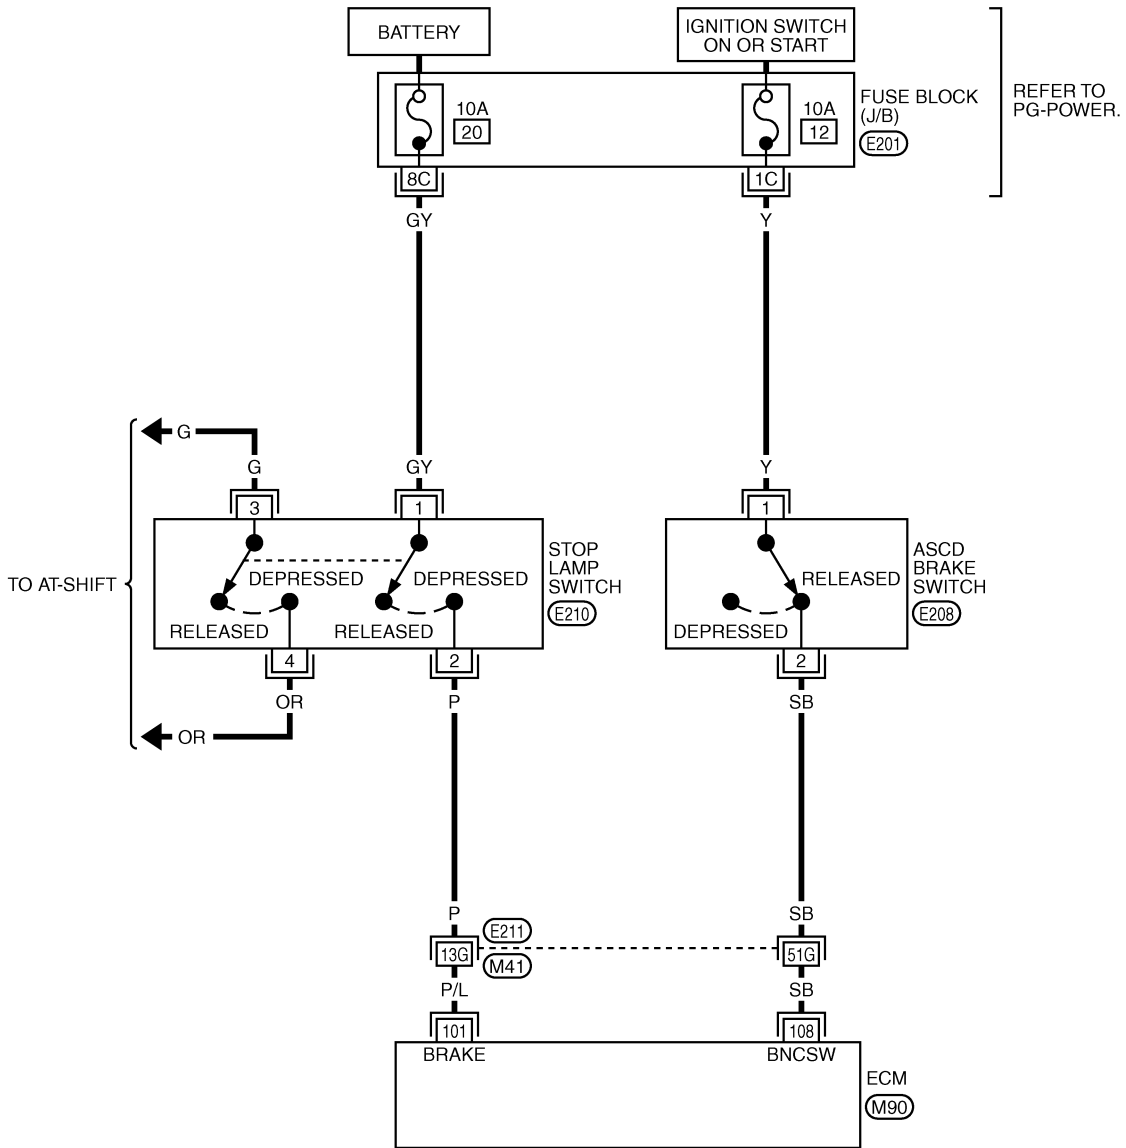 BATTERY
IGNITION SWITCH
ON OR START
10A
20
10A
12
FUSE BLOCK
(J/B)
E201
REFER TO
PG-POWER.
8C
1C
GY
Y
G
G
GY
Y
3
1
1
STOP
LAMP
SWITCH
E210
ASCD
BRAKE
SWITCH
E208
DEPRESSED
DEPRESSED
RELEASED
TO AT-SHIFT
RELEASED
RELEASED
DEPRESSED
4
2
2
OR
P
SB
OR
P
SB
E211
13G
51G
M41
P/L
SB
101
108
BRAKE
BNCSW
ECM
M90